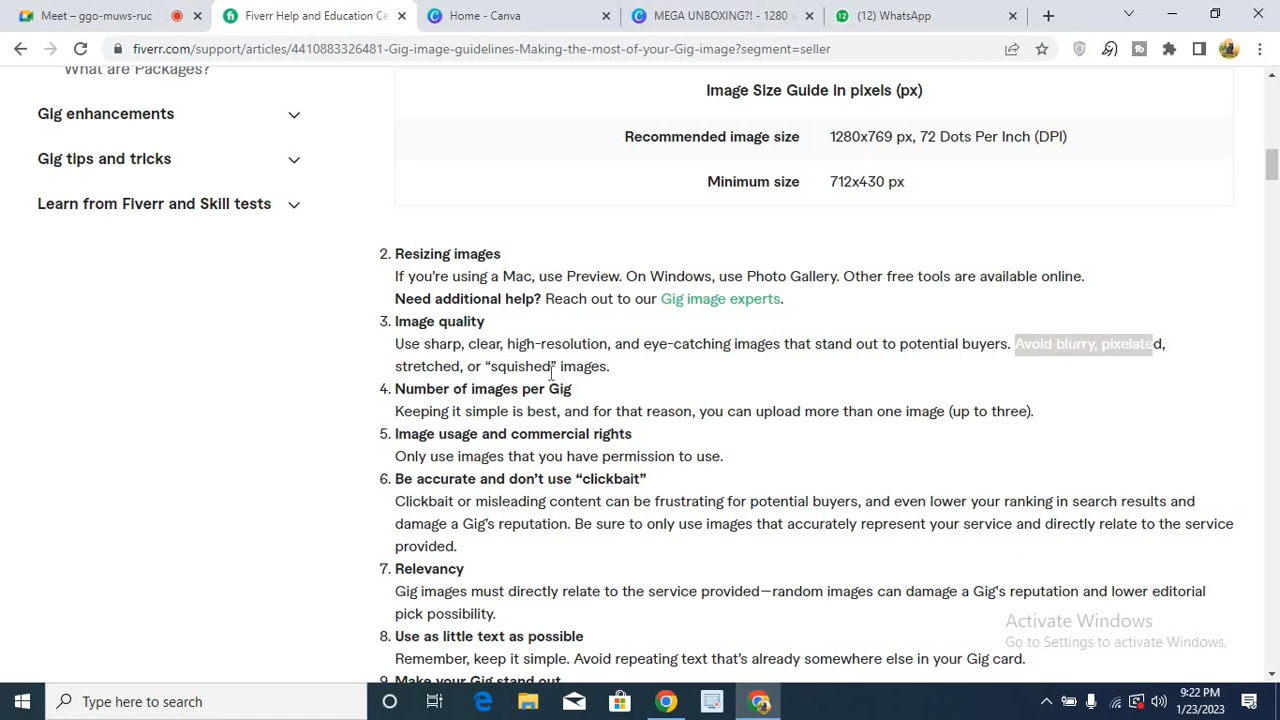 Meet – ggo-muws-ruc
Fiverr Help and Education Ce
Home - Canva
MEGA UNBOXING?! - 1280
(12) WhatsApp
fiverr.com/support/articles/4410883326481-Gig-image-guidelines-Making-the-most-of-your-Gig-image?segment=seller
What are Packages?
Gig enhancements
Gig tips and tricks
Learn from Fiverr and Skill tests
Image Size Guide in pixels (px)
Recommended image size 1280x769 px, 72 Dots Per Inch (DPI)
Minimum size 712x430 px
2. Resizing images
If you're using a Mac, use Preview. On Windows, use Photo Gallery. Other free tools are available online.
Need additional help? Reach out to our Gig image experts.
3. Image quality
Use sharp, clear, high-resolution, and eye-catching images that stand out to potential buyers. Avoid blurry, pixelated,
stretched, or “squished” images.
4. Number of images per Gig
Keeping it simple is best, and for that reason, you can upload more than one image (up to three).
5. Image usage and commercial rights
Only use images that you have permission to use.
6. Be accurate and don't use “clickbait”
Clickbait or misleading content can be frustrating for potential buyers, and even lower your ranking in search results and
damage a Gig's reputation. Be sure to only use images that accurately represent your service and directly relate to the service
provided.
7. Relevancy
Gig images must directly relate to the service provided—random images can damage a Gig's reputation and lower editorial
pick possibility.
8. Use as little text as possible
Remember, keep it simple. Avoid repeating text that's already somewhere else in your Gig card.
9. Make your Gig stand out
Activate Windows
Go to Settings to activate Windows.
Type here to search
9:22 PM
1/23/2023